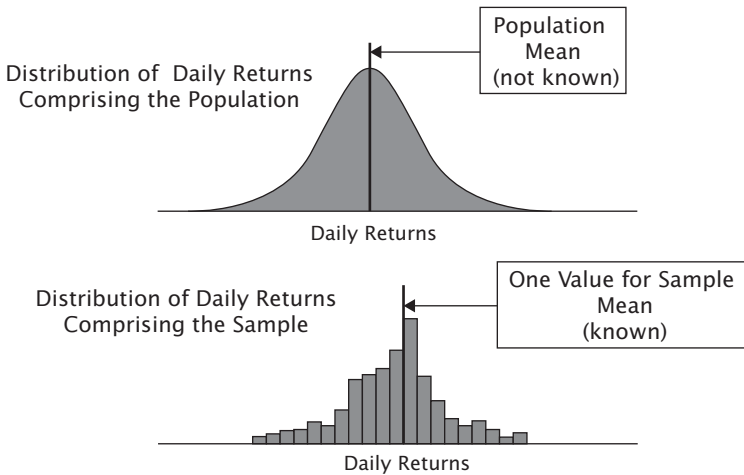 Population
Mean
(not known)
Distribution of Daily Returns
Comprising the Population
Daily Returns
One Value for Sample
Mean
(known)
Distribution of Daily Returns
Comprising the Sample
Daily Returns